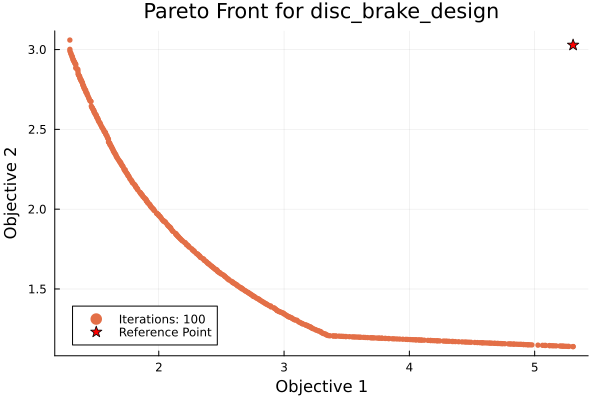 Pareto Front for disc_brake_design
3.0
2.5
2.0
1.5
Objective 2
Iterations: 100
Reference Point
2 3 4 5
Objective 1